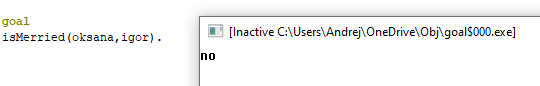 goal
isMerried(oksana,igor).
[Inactive C:\Users\Andrej\OneDrive\Obj\goal$000.exe]
no